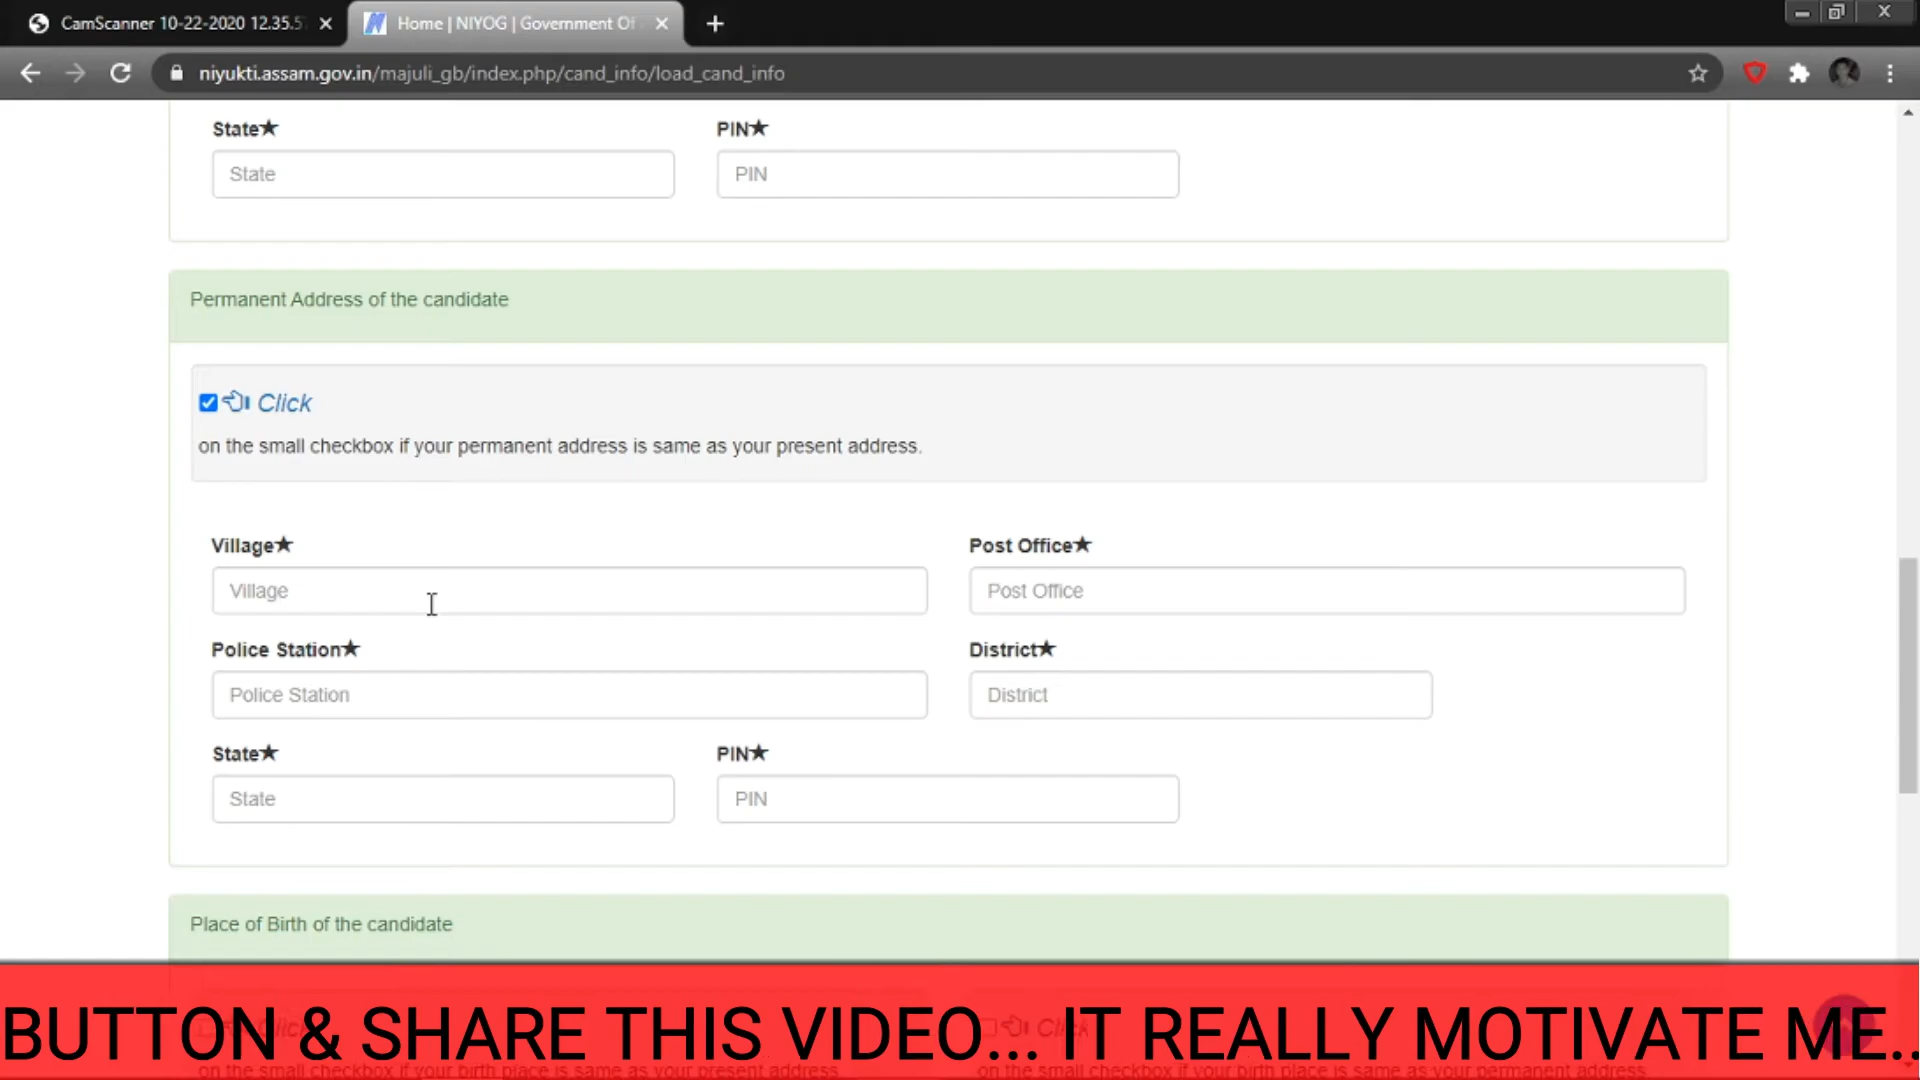 CamScanner 10-22-2020 12.35.5
Home | NIYOG | Government Of
niyukti.assam.gov.in/majuli_gb/index.php/cand_info/load_cand_info
State★ PIN★
State PIN
Permanent Address of the candidate
Click
on the small checkbox if your permanent address is same as your present address.
Village★ Post Office★
Village Post Office
Police Station★ District★
Police Station District
State★ PIN★
State PIN
Place of Birth of the candidate
Click Click
BUTTON & SHARE THIS VIDEO... IT REALLY MOTIVATE ME..
on the small checkbox if your birth place is same as your present address. on the small checkbox if your birth place is same as your permanent address